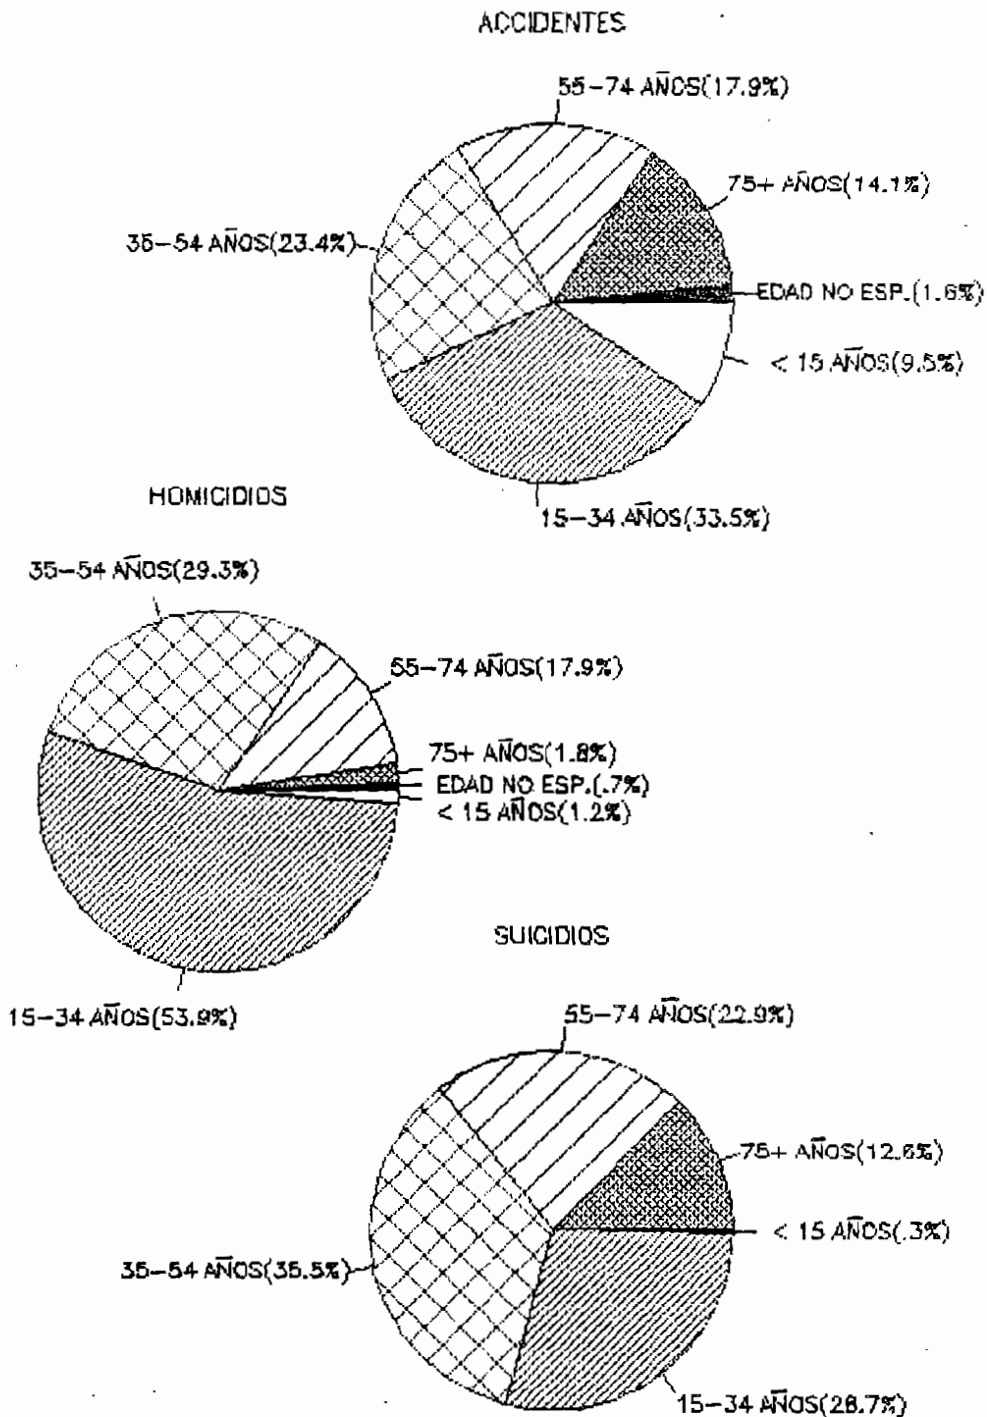 ACCIDENTES
55-74 AÑOS(17.9%)
75+ AÑOS(14.1%)
35-54 AÑOS(23.4%)
EDAD NO ESP.(1.6%)
< 15 AÑOS(9.5%)
15-34 AÑOS(33.5%)
HOMICIDIOS
35-54 AÑOS(29.3%)
55-74 AÑOS(17.9%)
75+ AÑOS(1.8%)
EDAD NO ESP.(.7%)
< 15 AÑOS(1.2%)
15-34 AÑOS(53.9%)
SUICIDIOS
55-74 AÑOS(22.9%)
75+ AÑOS(12.6%)
< 15 AÑOS(.3%)
35-54 AÑOS(35.5%)
15-34 AÑOS(28.7%)